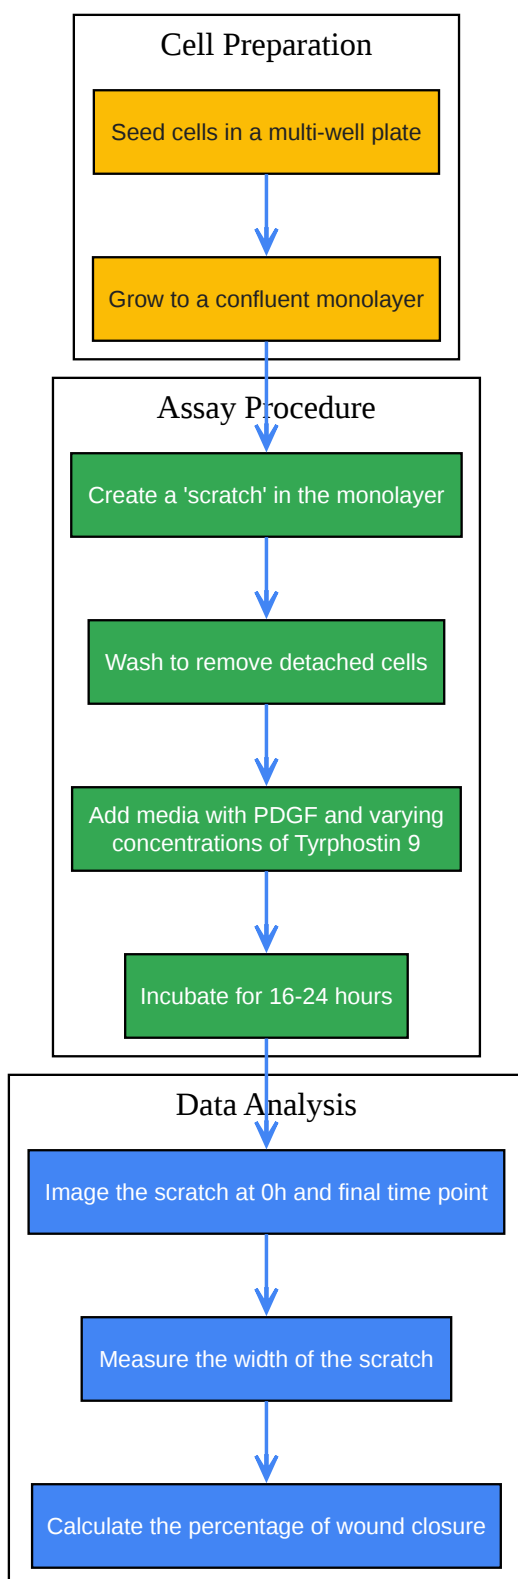 Cell Preparation
Seed cells in a multi-well plate
Grow to a confluent monolayer
Assay Procedure
Create a 'scratch' in the monolayer
Wash to remove detached cells
Add media with PDGF and varying
concentrations of Tyrphostin 9
Incubate for 16-24 hours
Data Analysis
Image the scratch at 0h and final time point
Measure the width of the scratch
Calculate the percentage of wound closure